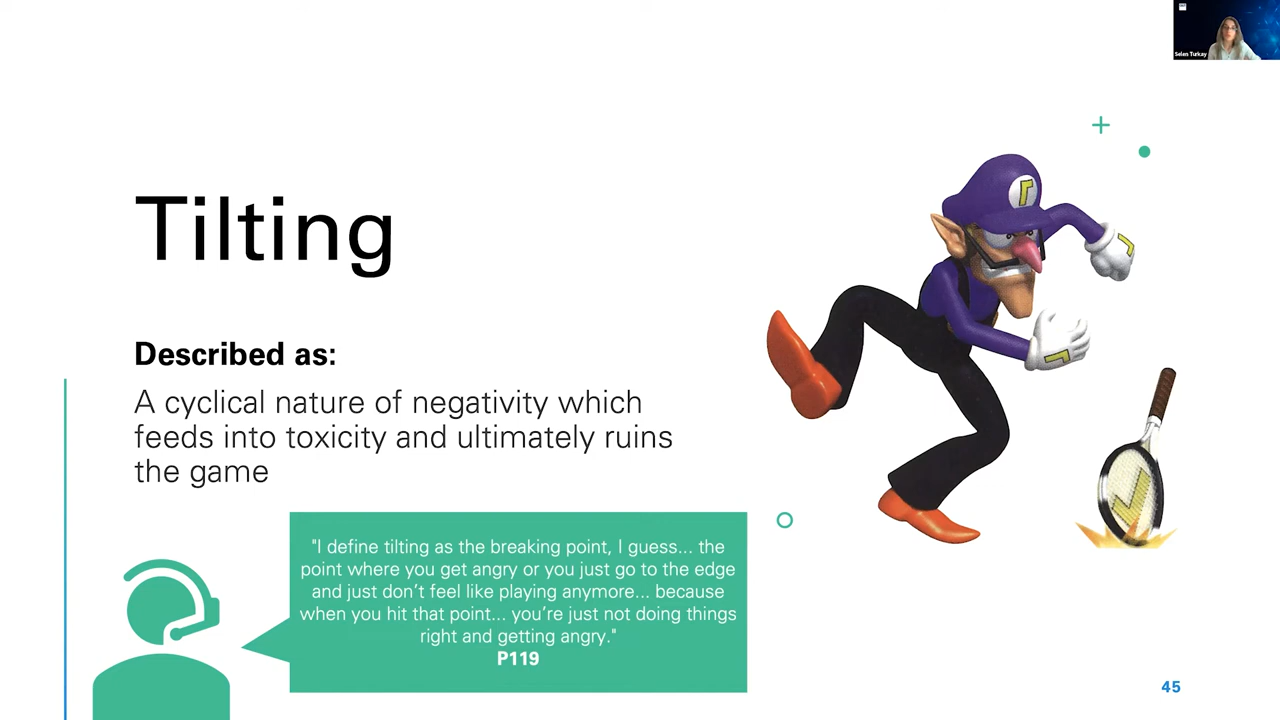 Selen Turkay
Tilting
Described as:
A cyclical nature of negativity which
feeds into toxicity and ultimately ruins
the game
"I define tilting as the breaking point, I guess... the
point where you get angry or you just go to the edge
and just don’t feel like playing anymore... because
when you hit that point... you’re just not doing things
right and getting angry."
P119
45